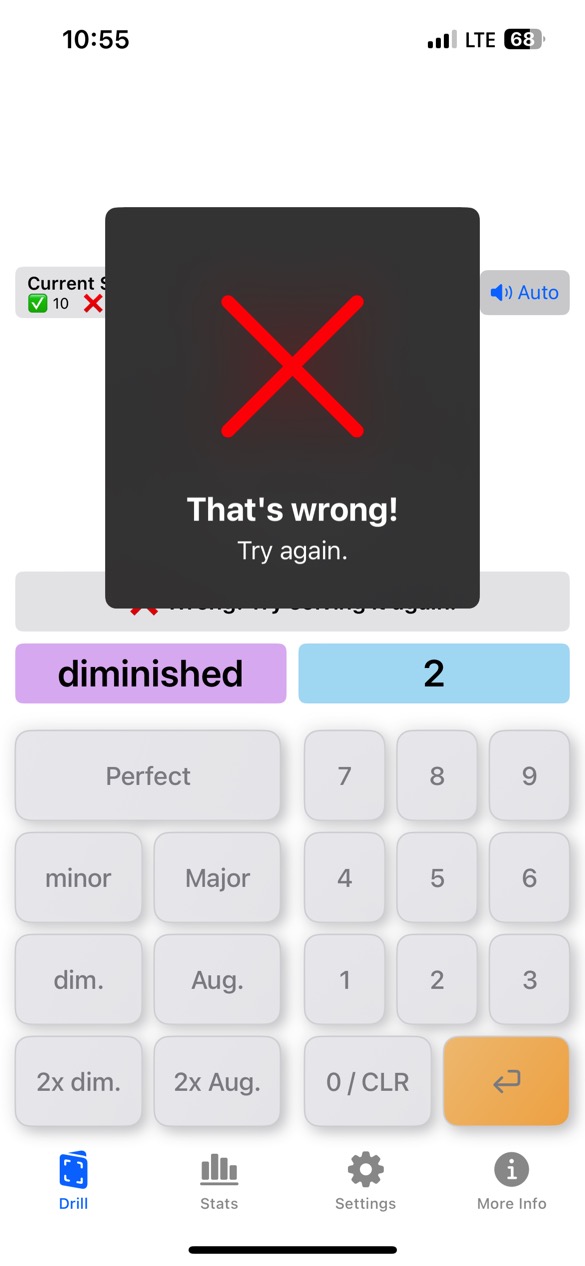 10:55 LTE 68
Current S
10
Auto
That's wrong!
Try again.
diminished 2
Perfect 7 8 9
minor Major 4 5 6
dim. Aug. 1 2 3
2x dim. 2x Aug. 0 / CLR
Drill Stats Settings More Info